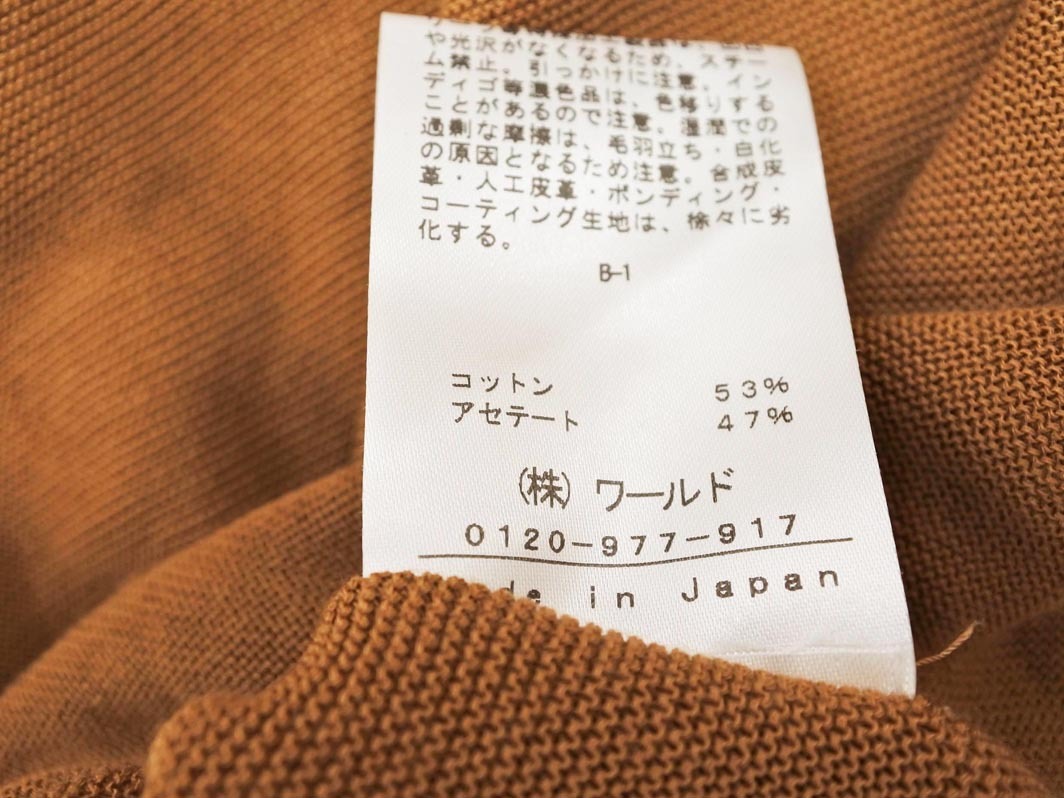 や光沢がなくなるため、スチー
ム禁止。引っかけに注意。イン
ディゴ等濃色品は、色移りする
ことがあるので注意。湿潤での
過剰な摩擦は、毛羽立ち・白化
の原因となるため注意。合成皮
革・人工皮革・ボンディング・
コーティング生地は、徐々に劣
化する。
B-1
コットン 53%
アセテート 47%
(株) ワールド
0120-977-917
de in Japan